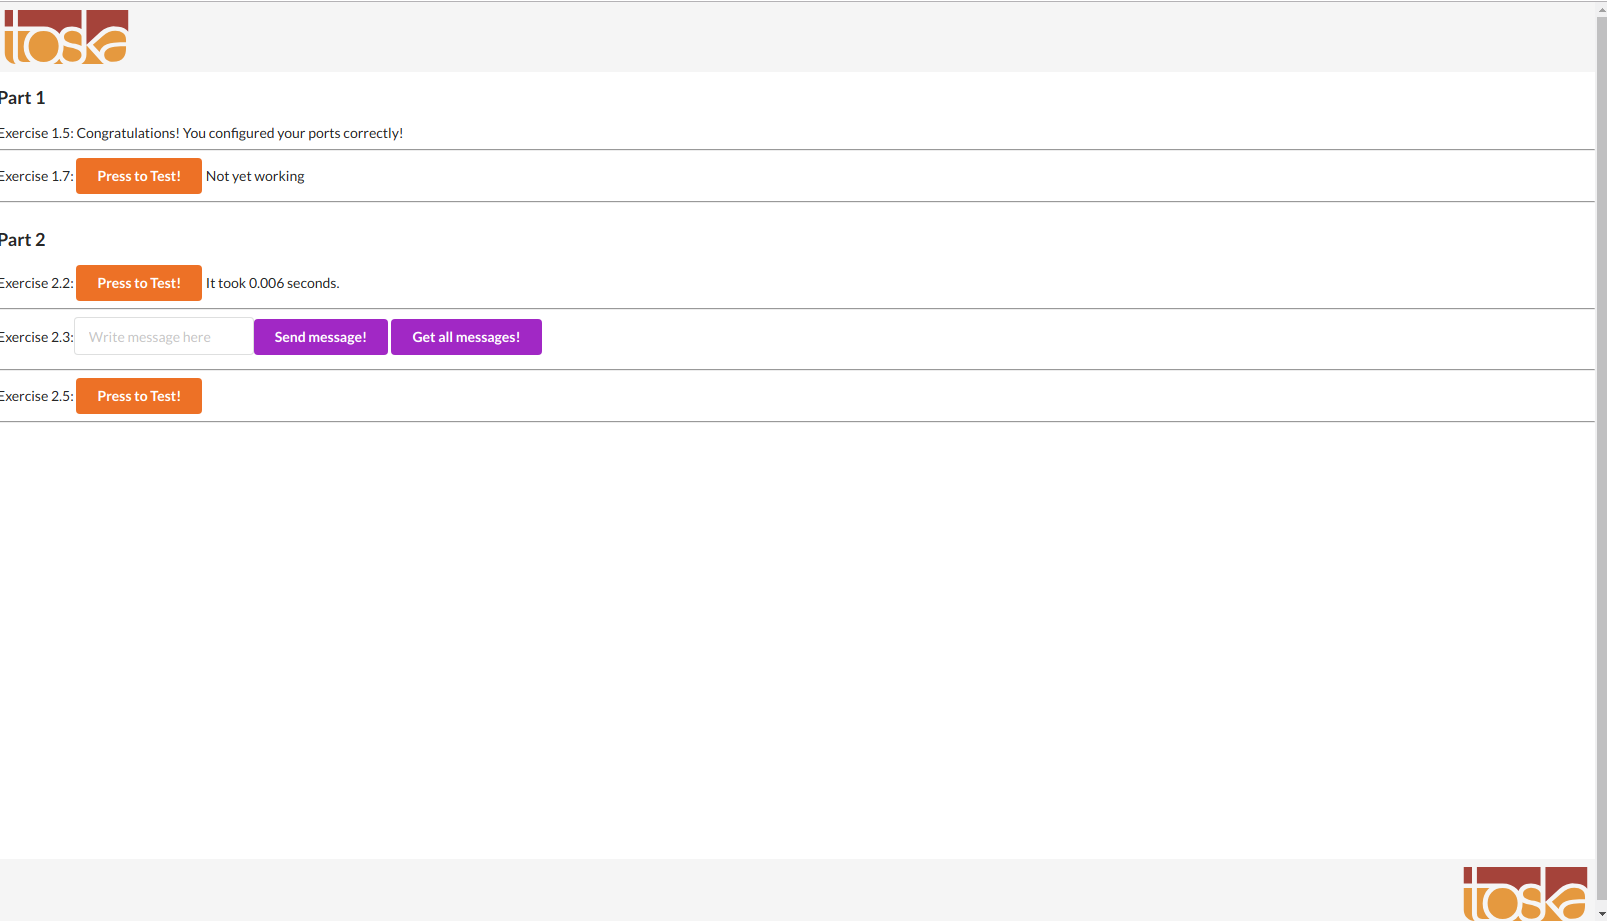 toska
Part 1
Exercise 1.5: Congratulations! You configured your ports correctly!
Exercise 1.7: Press to Test! Not yet working
Part 2
Exercise 2.2: Press to Test! It took 0.006 seconds.
Exercise 2.3: Write message here Send message! Get all messages!
Exercise 2.5: Press to Test!
toska